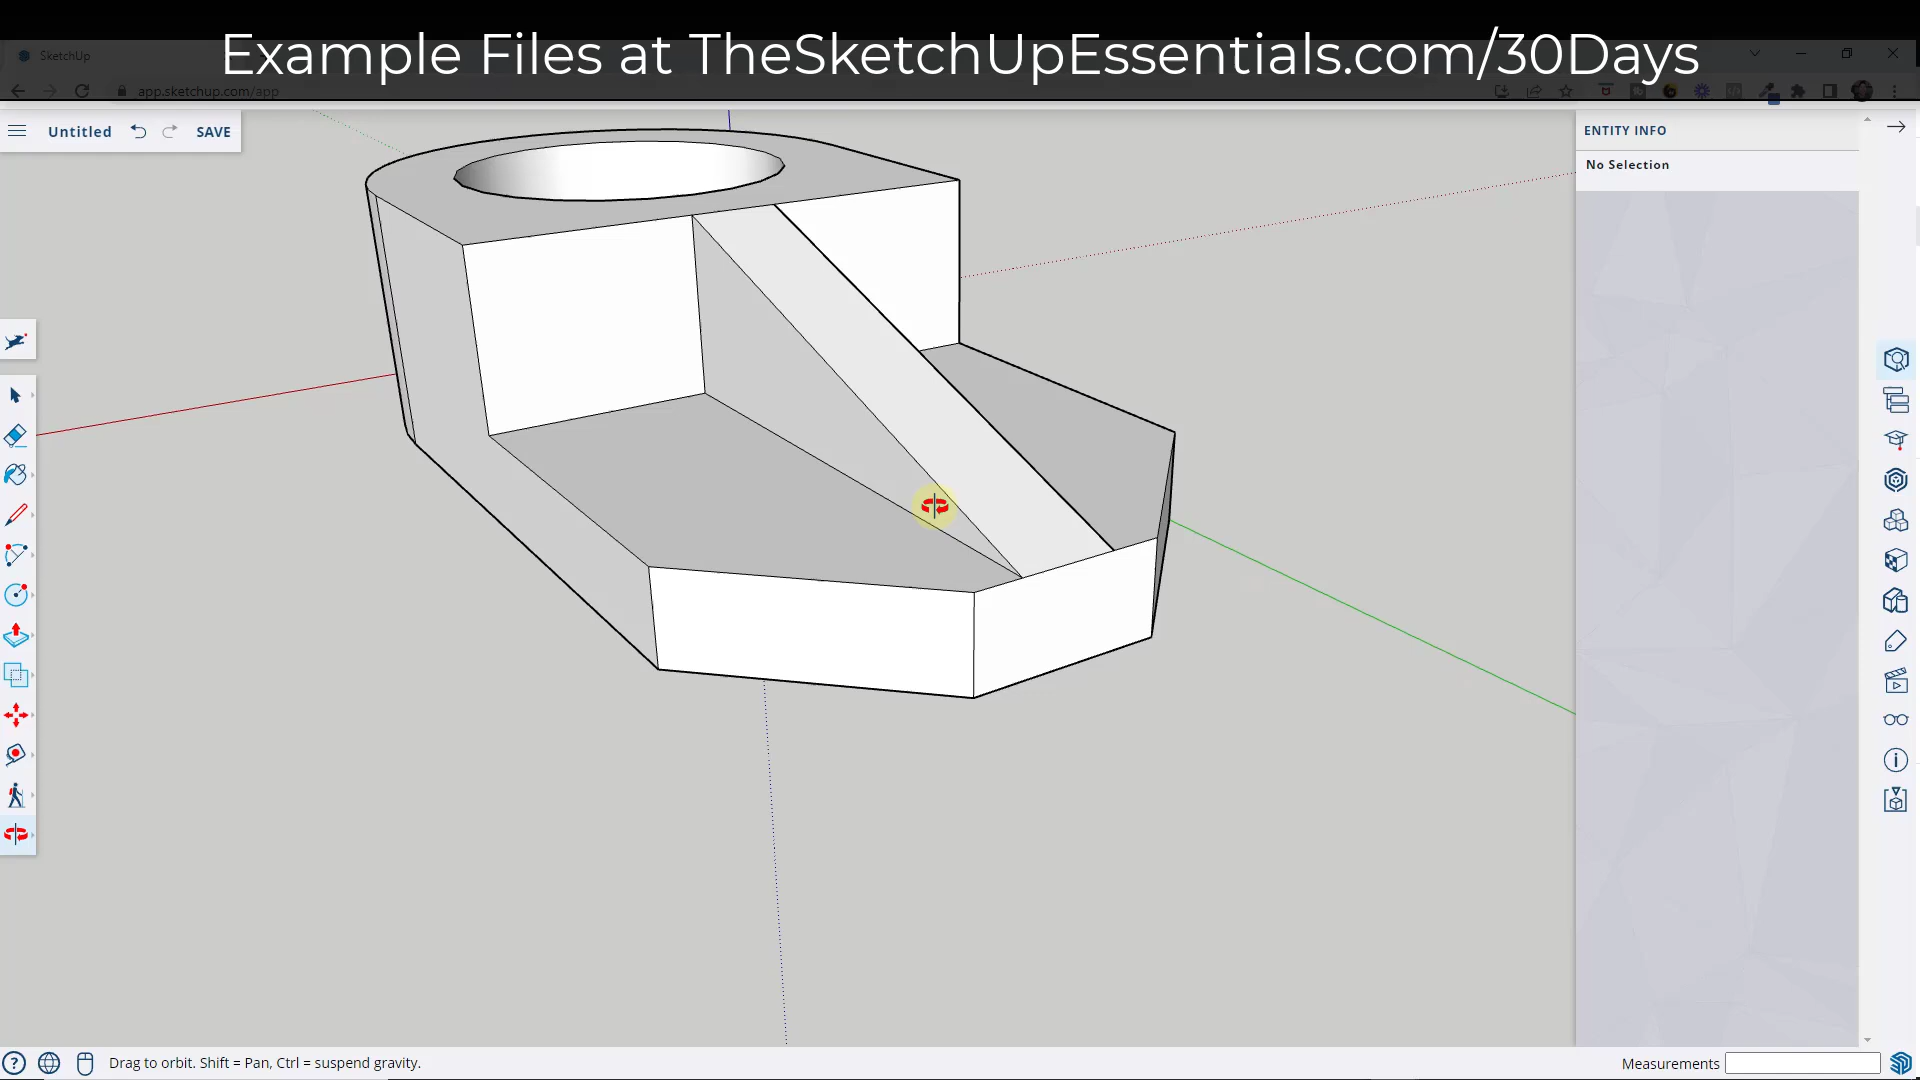 Example Files at TheSketchUpEssentials.com/30Days
SketchUp
app.sketchup.com/app
Untitled
SAVE
ENTITY INFO
No Selection
Drag to orbit. Shift = Pan, Ctrl = suspend gravity.
Measurements